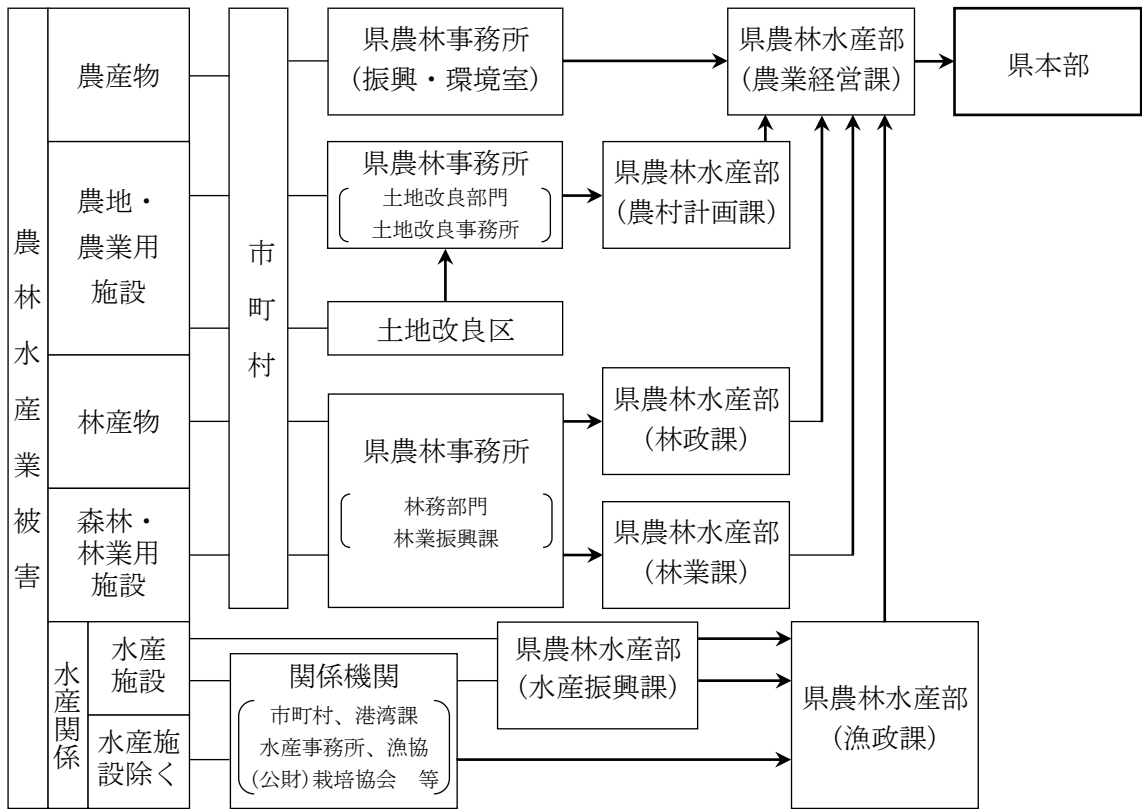 農林水産業被害
農産物
農地・
農業用
施設
林産物
森林・
林業用
施設
水産関係
水産
施設
水産施
設除く
市町村
県農林事務所
(振興・環境室)
県農林事務所
土地改良部門
土地改良事務所
土地改良区
県農林事務所
林務部門
林業振興課
関係機関
市町村、港湾課
水産事務所、漁協
(公財)栽培協会　等
県農林水産部
(農村計画課)
県農林水産部
(林政課)
県農林水産部
(林業課)
県農林水産部
(水産振興課)
県農林水産部
(農業経営課)
県農林水産部
(漁政課)
県本部